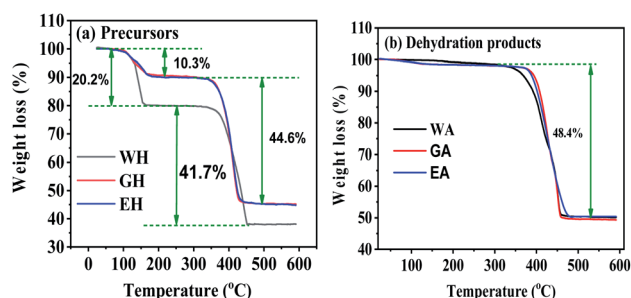 (a) Precursors
10.3%
20.2%
44.6%
41.7%
WH
GH
EH
Weight loss (%)
100
90
80
70
60
50
40
30
0 100 200 300 400 500 600
Temperature (°C)
(b) Dehydration products
48.4%
WA
GA
EA
Weight loss (%)
100
90
80
70
60
50
40
100 200 300 400 500 600
Temperature (°C)